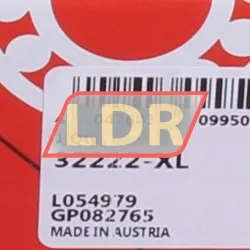 LDR
32222-XL
L054979
GP082765
MADE IN AUSTRIA